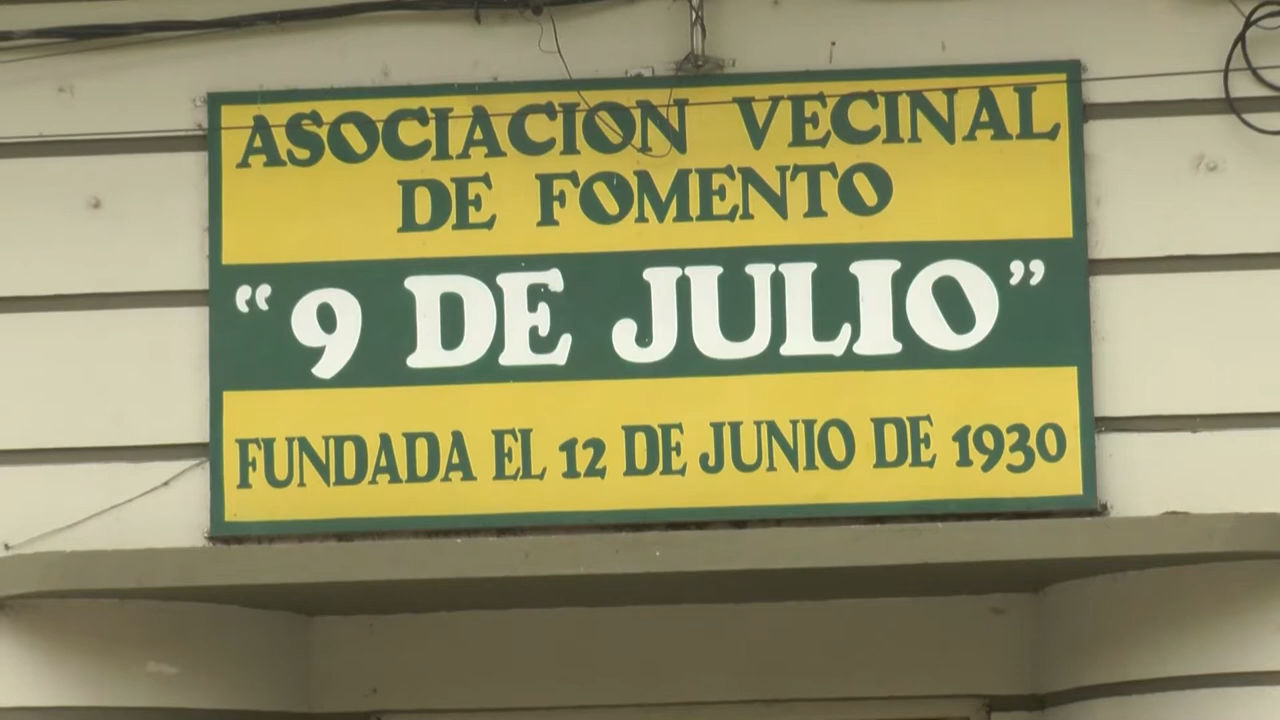 ASOCIACION VECINAL
DE FOMENTO
“9 DE JULIO”
FUNDADA EL 12 DE JUNIO DE 1930